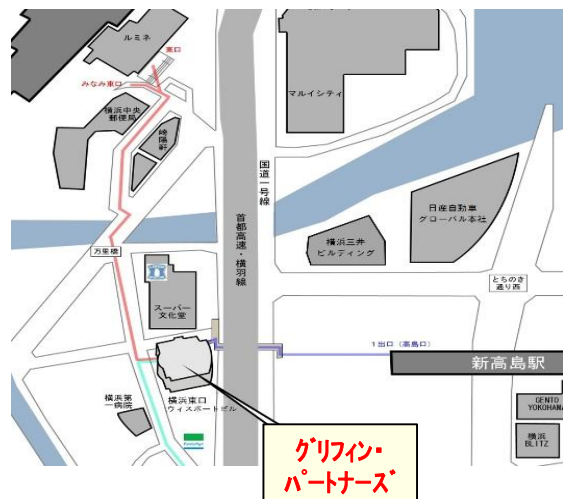 ルミネ
東口
みなみ東口
横浜中央
郵便局
崎陽軒
マルイシティ
国道一号線
首都高速・横羽線
日産自動車
グローバル本社
横浜三井
ビルディング
万里橋
とちのき
通り西
スーパー
文化堂
1出口(高島口)
新高島駅
横浜第
一病院
横浜東口
ウィスポートビル
GENTO
YOKOHAMA
横浜
BLITZ
FamilyMart
グリフィン・
パートナーズ